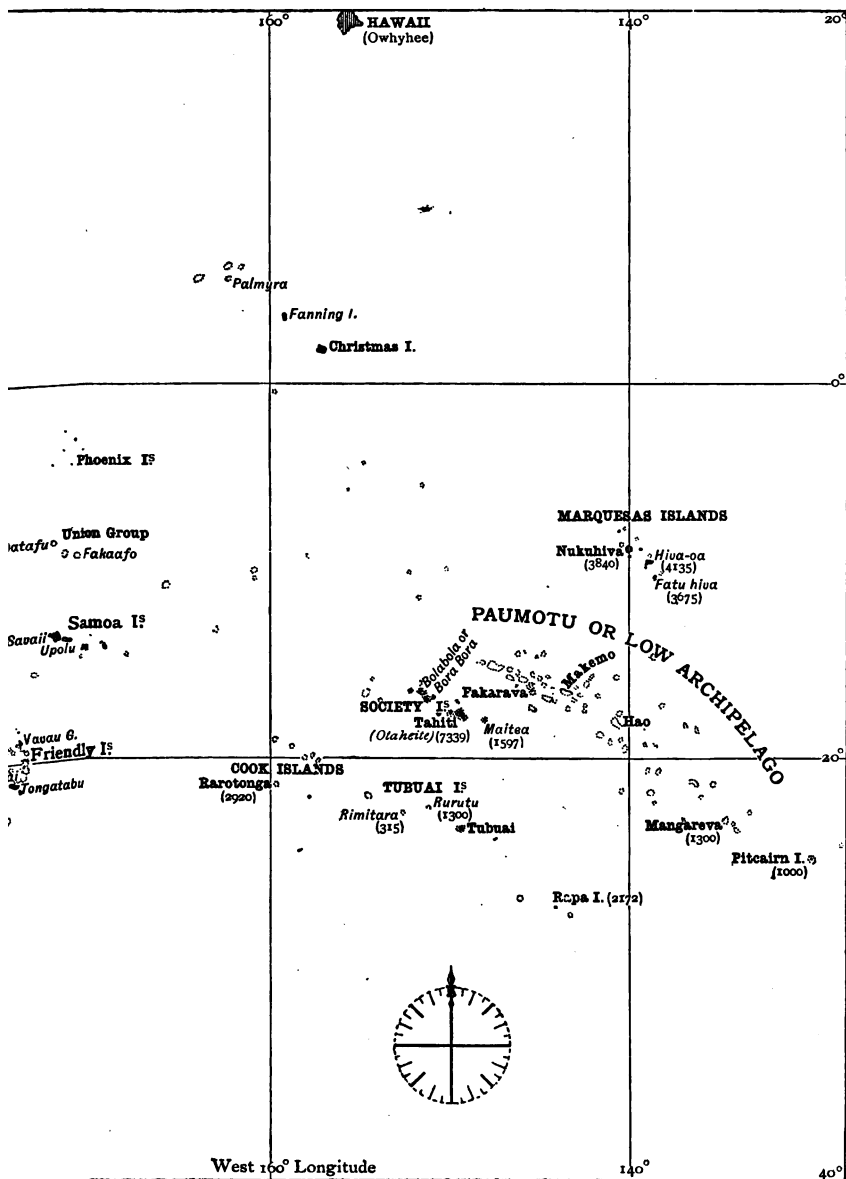 160°
HAWAII
(Owhyhee)
140°
20°
Palmyra
Fanning I.
Christmas I.
0°
Phoenix Is
MARQUESAS ISLANDS
Union Group
atafu
Fakaafo
Nukuhiva
(3840)
Hiva-oa
(4135)
Fatu hiva
(3675)
Samoa Is
Savaii
Upolu
PAUMOTU OR LOW ARCHIPELAGO
Bolabola or
Bora Bora
Makemo
Fakarava
SOCIETY Is
Tahiti
(Otaheite) (7339)
Maitea
(1597)
Hao
Vavau G.
Friendly Is
20°
COOK ISLANDS
Tongatabu
Rarotonga
(2920)
TUBUAI Is
Rurutu
(1300)
Rimitara
(315)
Tubuai
Mangareva
(1300)
Pitcairn I.
(1000)
Rapa I. (2172)
West 160° Longitude
140°
40°